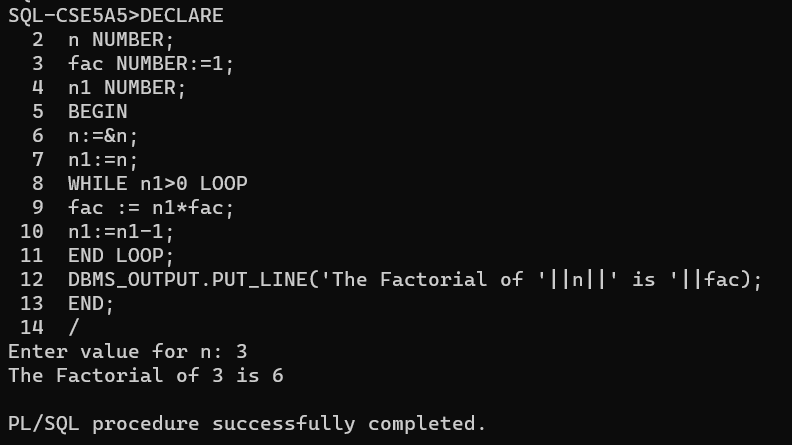 SQL-CSE5A5>DECLARE
2 n NUMBER;
3 fac NUMBER:=1;
4 n1 NUMBER;
5 BEGIN
6 n:=&n;
7 n1:=n;
8 WHILE n1>0 LOOP
9 fac := n1*fac;
10 n1:=n1-1;
11 END LOOP;
12 DBMS_OUTPUT.PUT_LINE('The Factorial of '||n||' is '||fac);
13 END;
14 /
Enter value for n: 3
The Factorial of 3 is 6
PL/SQL procedure successfully completed.